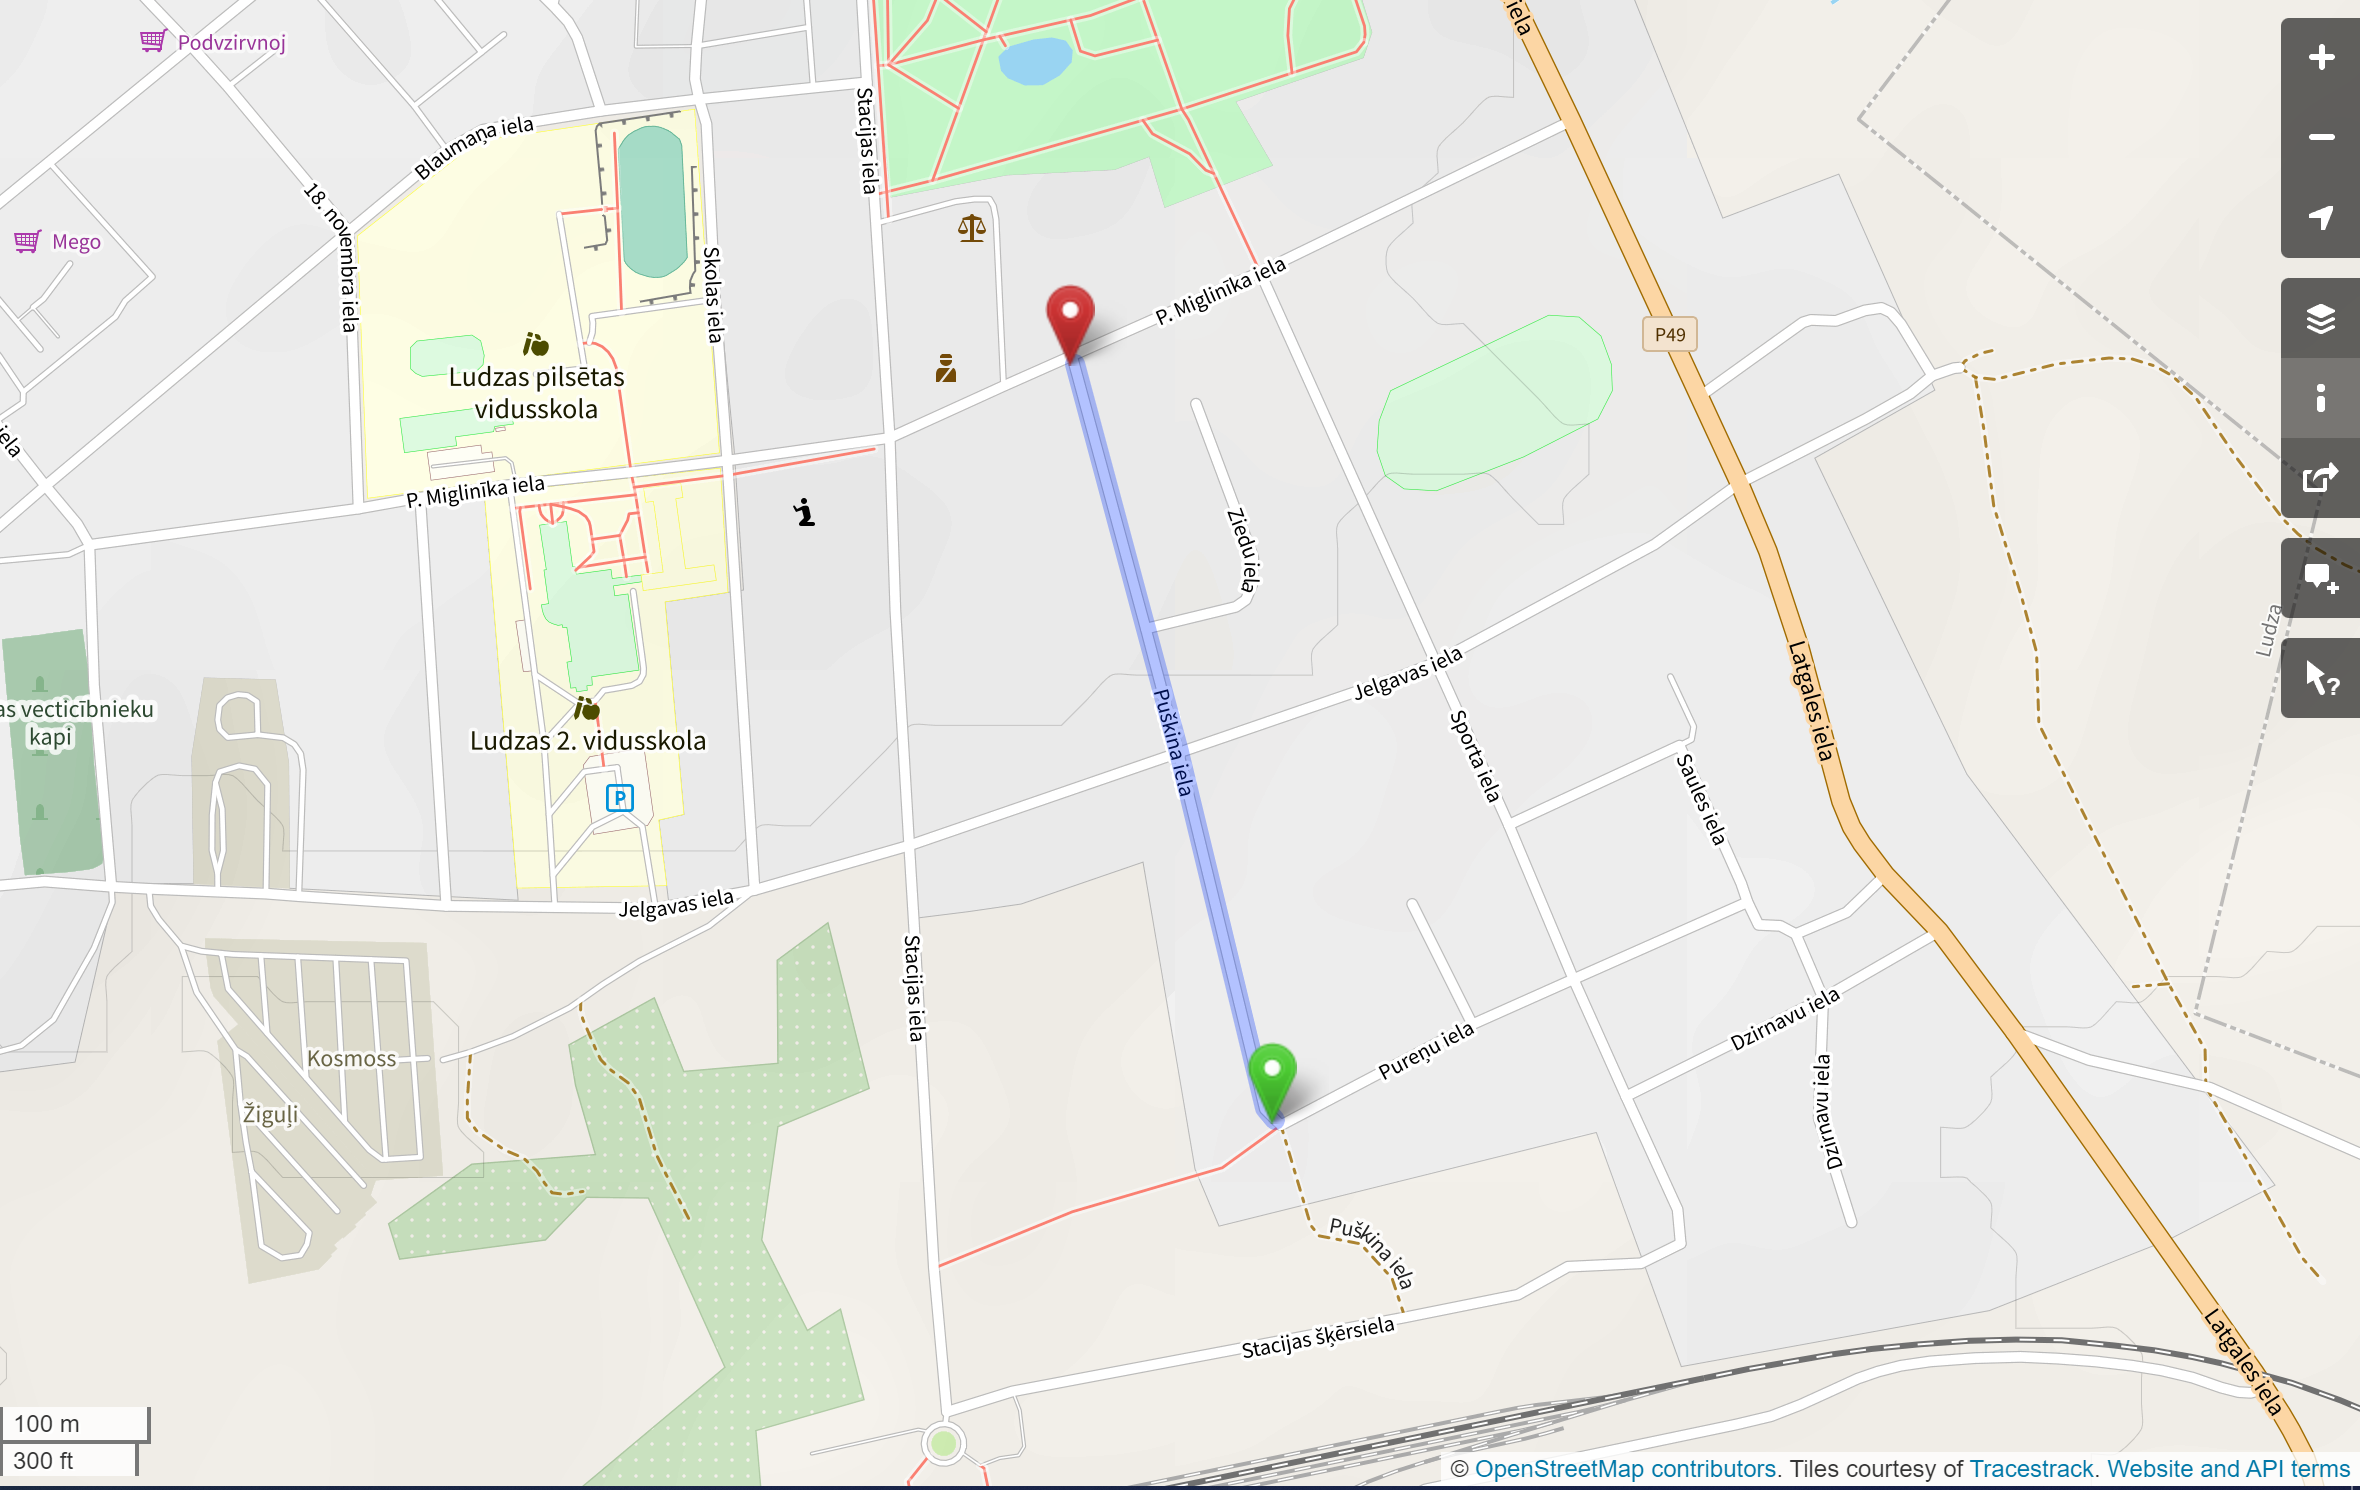 iela
Podvzirvnoj
Blaumaņa iela
Stacijas iela
18. novembra iela
Mego
Skolas iela
P. Miglinīka iela
P49
Ludzas pilsētas
vidusskola
iela
P. Miglinīka iela
Ziedu iela
Ludza
Latgales iela
Jelgavas iela
as vecticībnieku
kapi
Puškina iela
Sporta iela
Ludzas 2. vidusskola
Saules iela
P
Jelgavas iela
Stacijas iela
Dzirnavu iela
Pureņu iela
Kosmoss
Žiguļi
Dzirnavu iela
Puškina iela
Stacijas šķērsiela
Latgales iela
100 m
300 ft
© OpenStreetMap contributors. Tiles courtesy of Tracestrack. Website and API terms